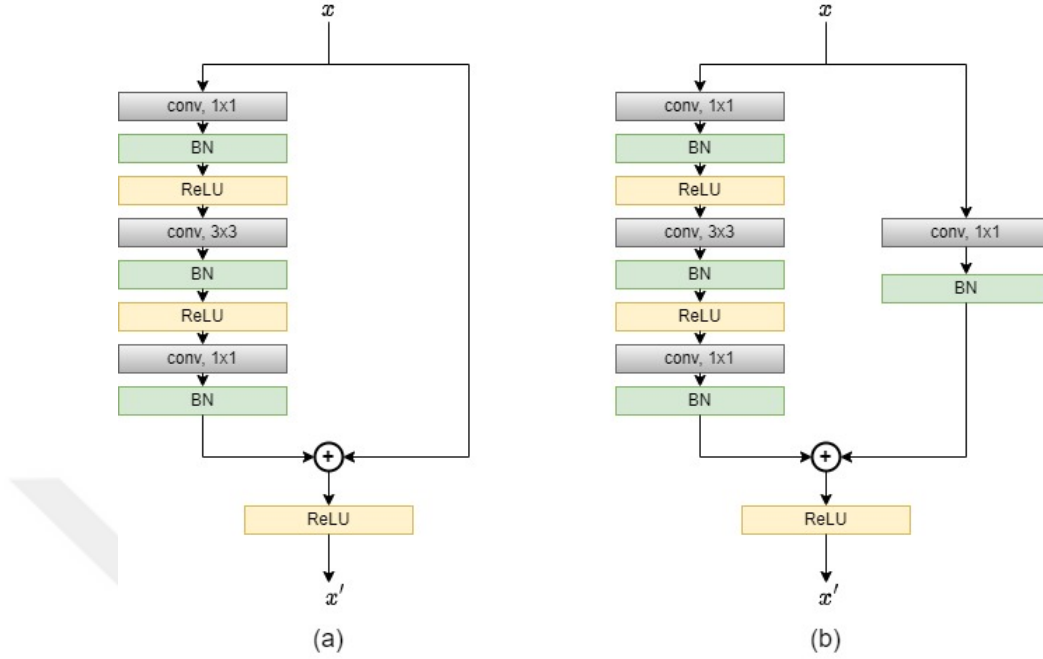 x
conv, 1x1
BN
ReLU
conv, 3x3
BN
ReLU
conv, 1x1
BN
+
ReLU
x′
(a)
x
conv, 1x1
BN
ReLU
conv, 3x3
BN
ReLU
conv, 1x1
BN
conv, 1x1
BN
+
ReLU
x′
(b)